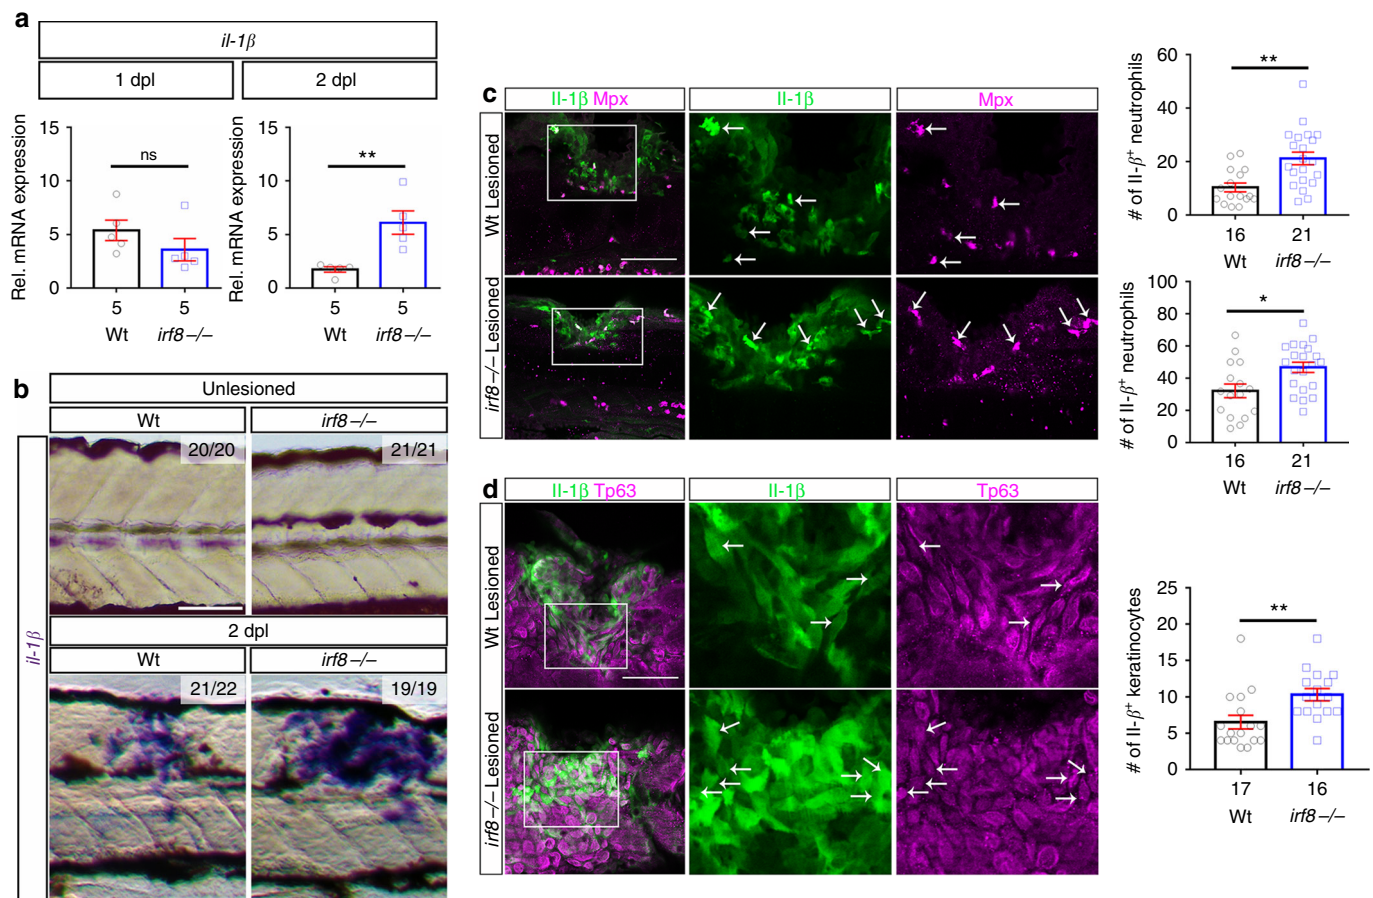 a
il-1β
1 dpl
2 dpl
Rel. mRNA expression
15
10
5
0
ns
5
5
Wt
irf8−/−
Rel. mRNA expression
15
10
5
0
**
5
5
Wt
irf8−/−
b
Unlesioned
Wt
irf8−/−
20/20
21/21
il-1β
2 dpl
Wt
irf8−/−
21/22
19/19
c
Il-1β Mpx
Il-1β
Mpx
Wt Lesioned
irf8−/− Lesioned
# of Il-β+ neutrophils
60
40
20
0
**
16
21
Wt
irf8−/−
# of Il-β+ neutrophils
100
80
60
40
20
0
*
16
21
Wt
irf8−/−
d
Il-1β Tp63
Il-1β
Tp63
Wt Lesioned
irf8−/− Lesioned
# of Il-β+ keratinocytes
25
20
15
10
5
0
**
17
16
Wt
irf8−/−